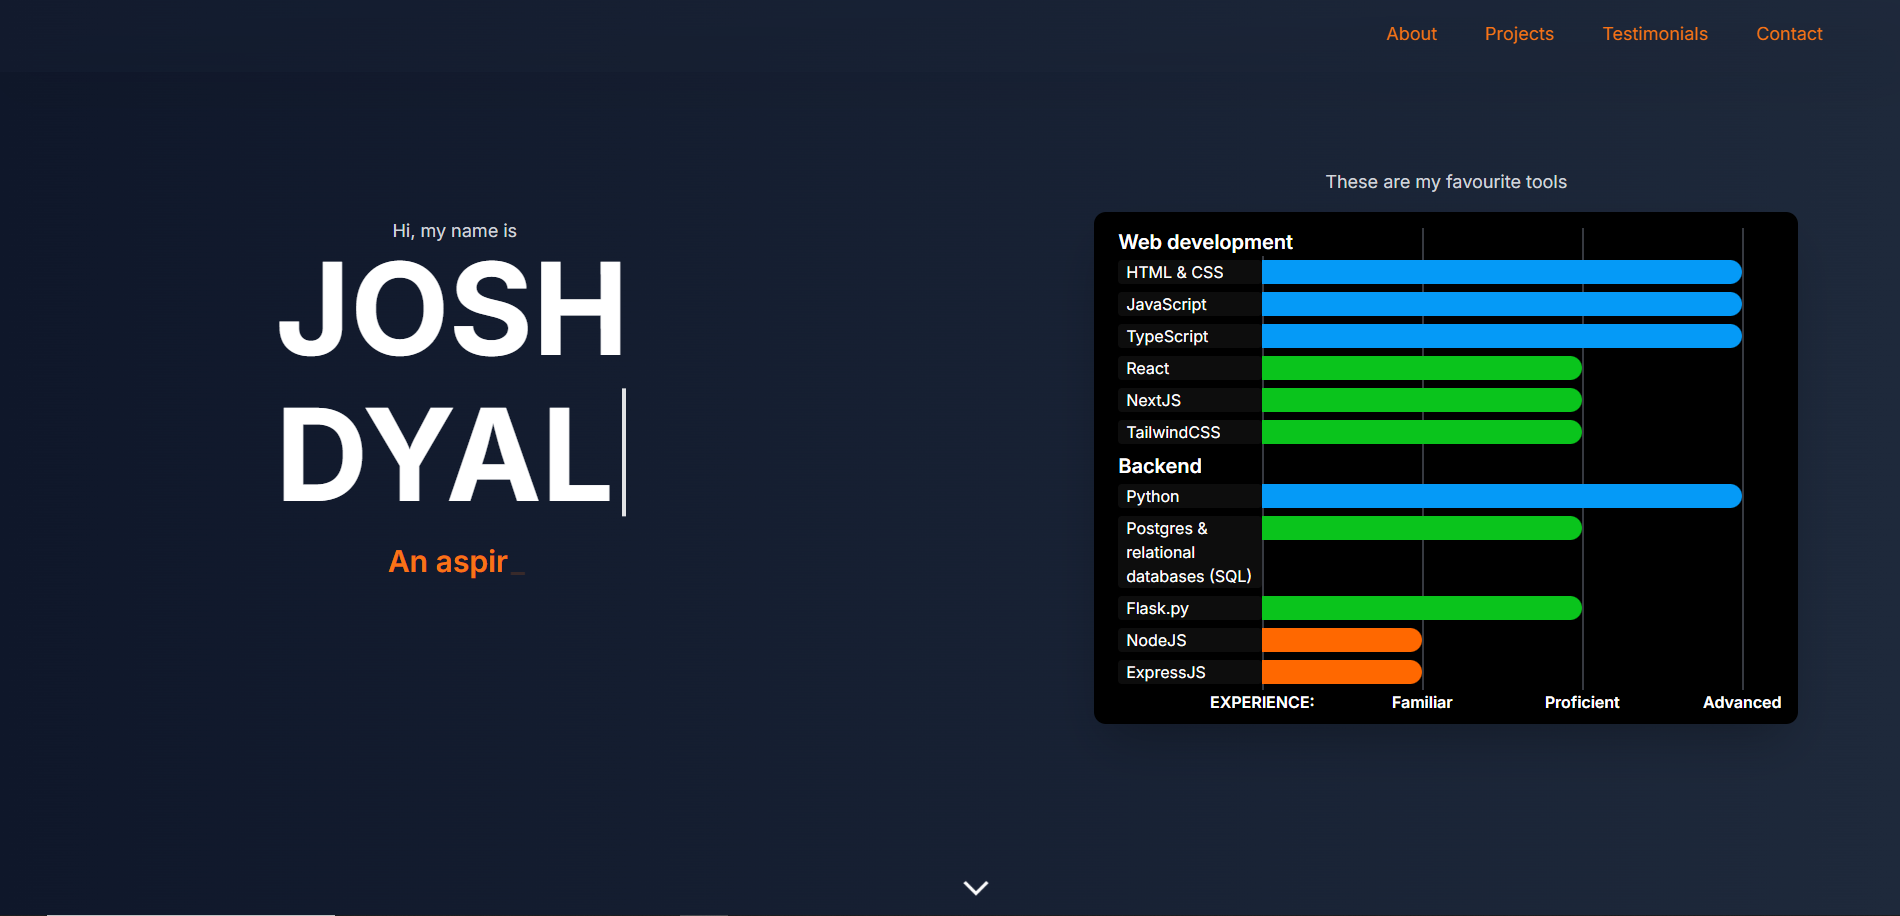 About Projects Testimonials Contact
Hi, my name is
JOSH
DYAL
An aspir_
These are my favourite tools
Web development
HTML & CSS
JavaScript
TypeScript
React
NextJS
TailwindCSS
Backend
Python
Postgres &
relational
databases (SQL)
Flask.py
NodeJS
ExpressJS
EXPERIENCE: Familiar Proficient Advanced